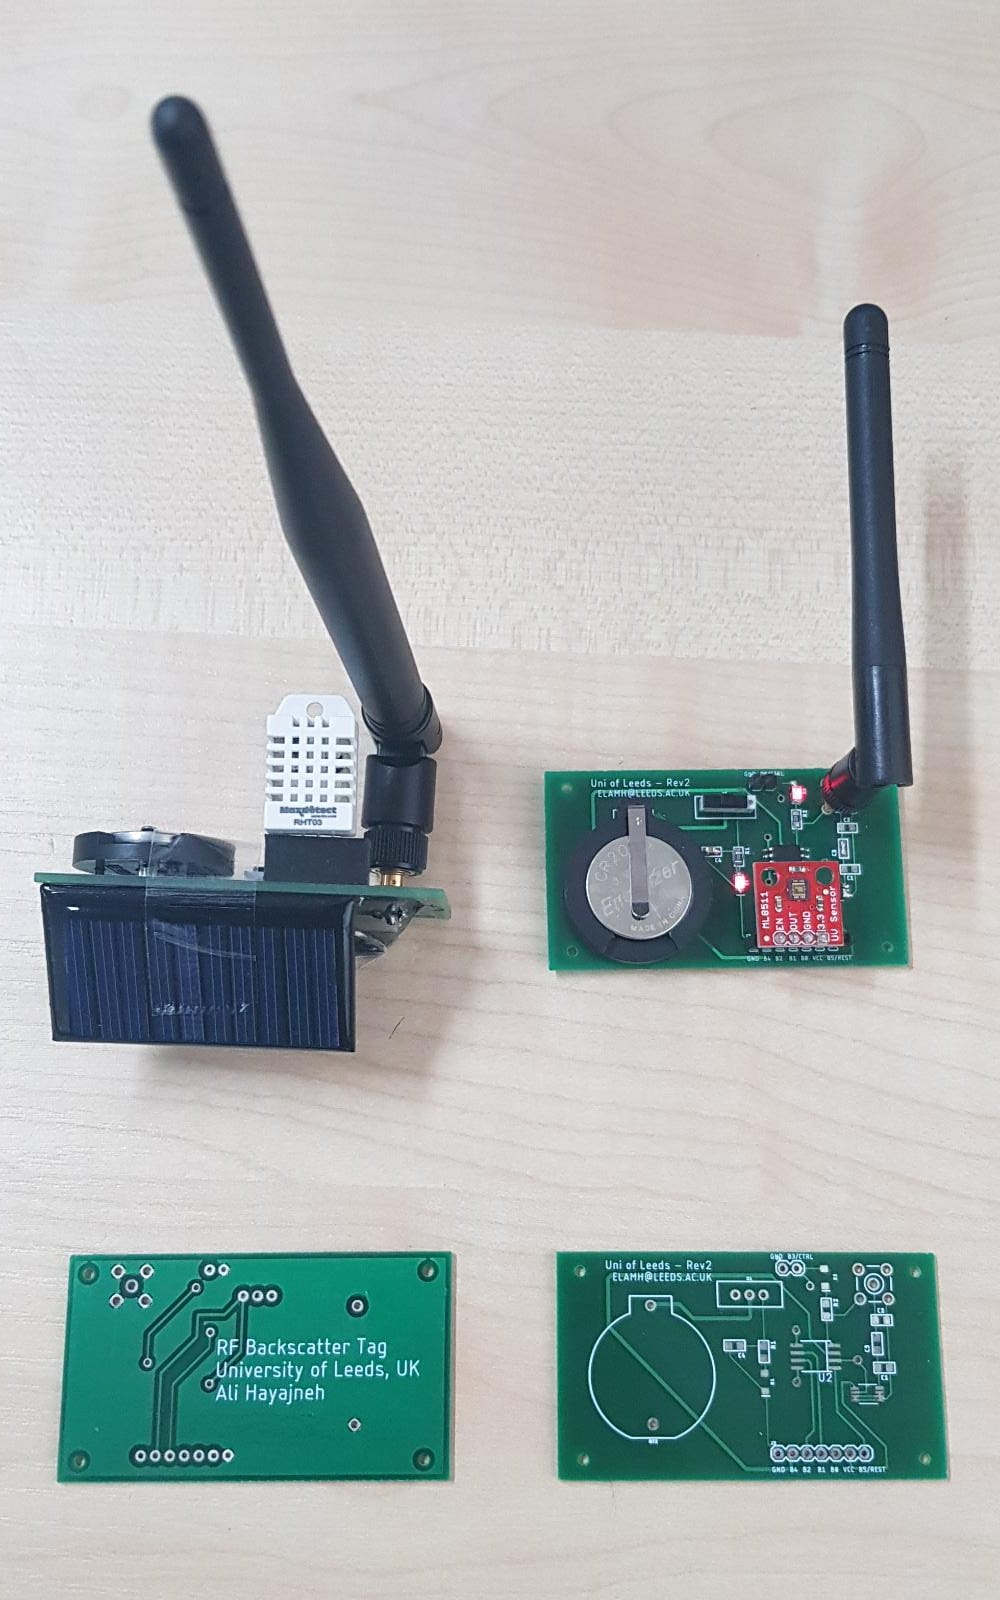 MaxDetect
RHT03
Uni of Leeds - Rev2
ELAMH@LEEDS.AC.UK
MADE IN CHINA
ML8511
EN
OUT
GND
3.3
UV Sensor
GND B4 B2 B1 B0 VCC B5/REST
RF Backscatter Tag
University of Leeds, UK
Ali Hayajneh
GND B3/CTRL
Uni of Leeds - Rev2
ELAMH@LEEDS.AC.UK
U2
GND B4 B2 B1 B0 VCC B5/REST